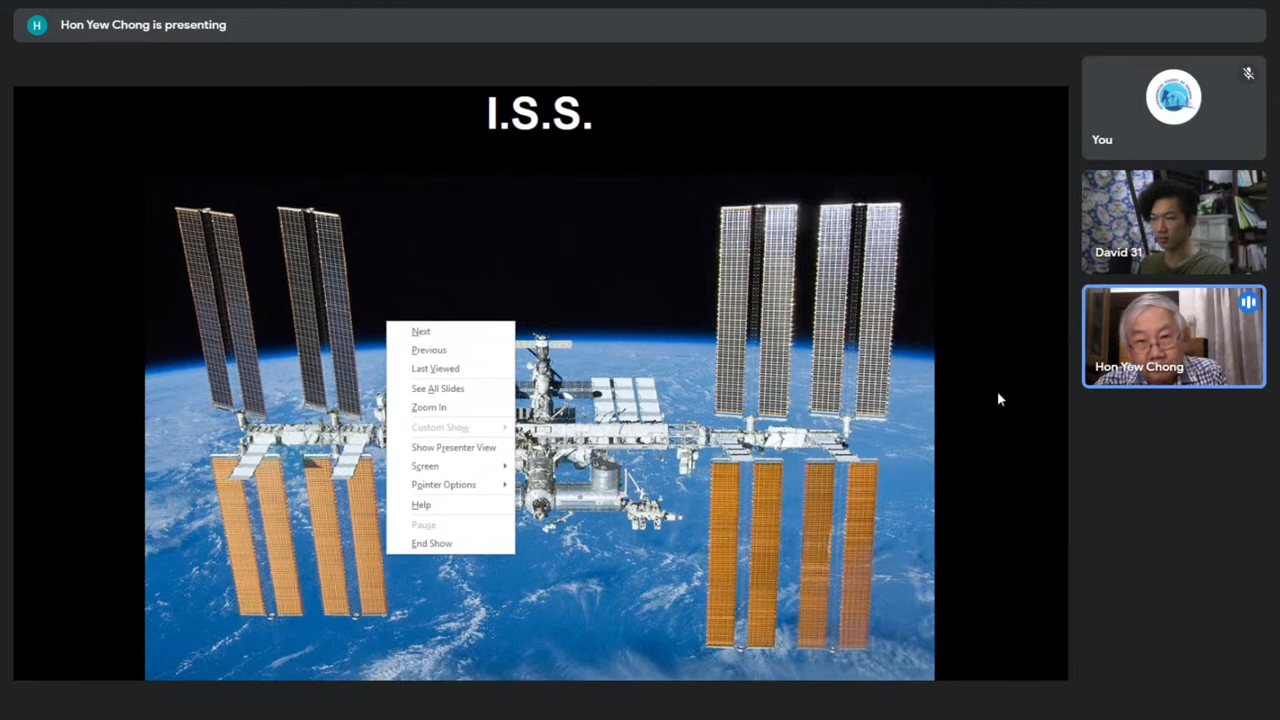 H
Hon Yew Chong is presenting
I.S.S.
Next
Previous
Last Viewed
See All Slides
Zoom In
Custom Show
Show Presenter View
Screen
Pointer Options
Help
Pause
End Show
You
David 31
Hon Yew Chong